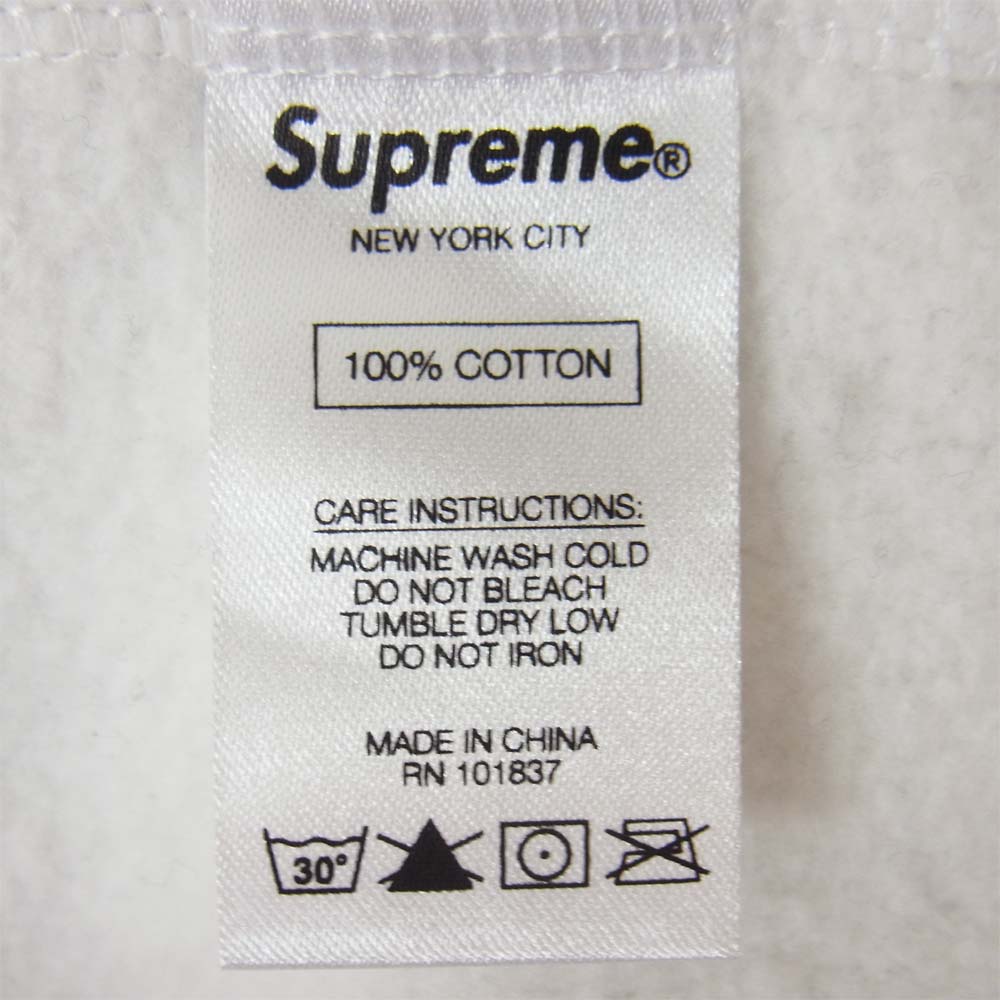 Supreme®
NEW YORK CITY
100% COTTON
CARE INSTRUCTIONS:
MACHINE WASH COLD
DO NOT BLEACH
TUMBLE DRY LOW
DO NOT IRON
MADE IN CHINA
RN 101837
30°